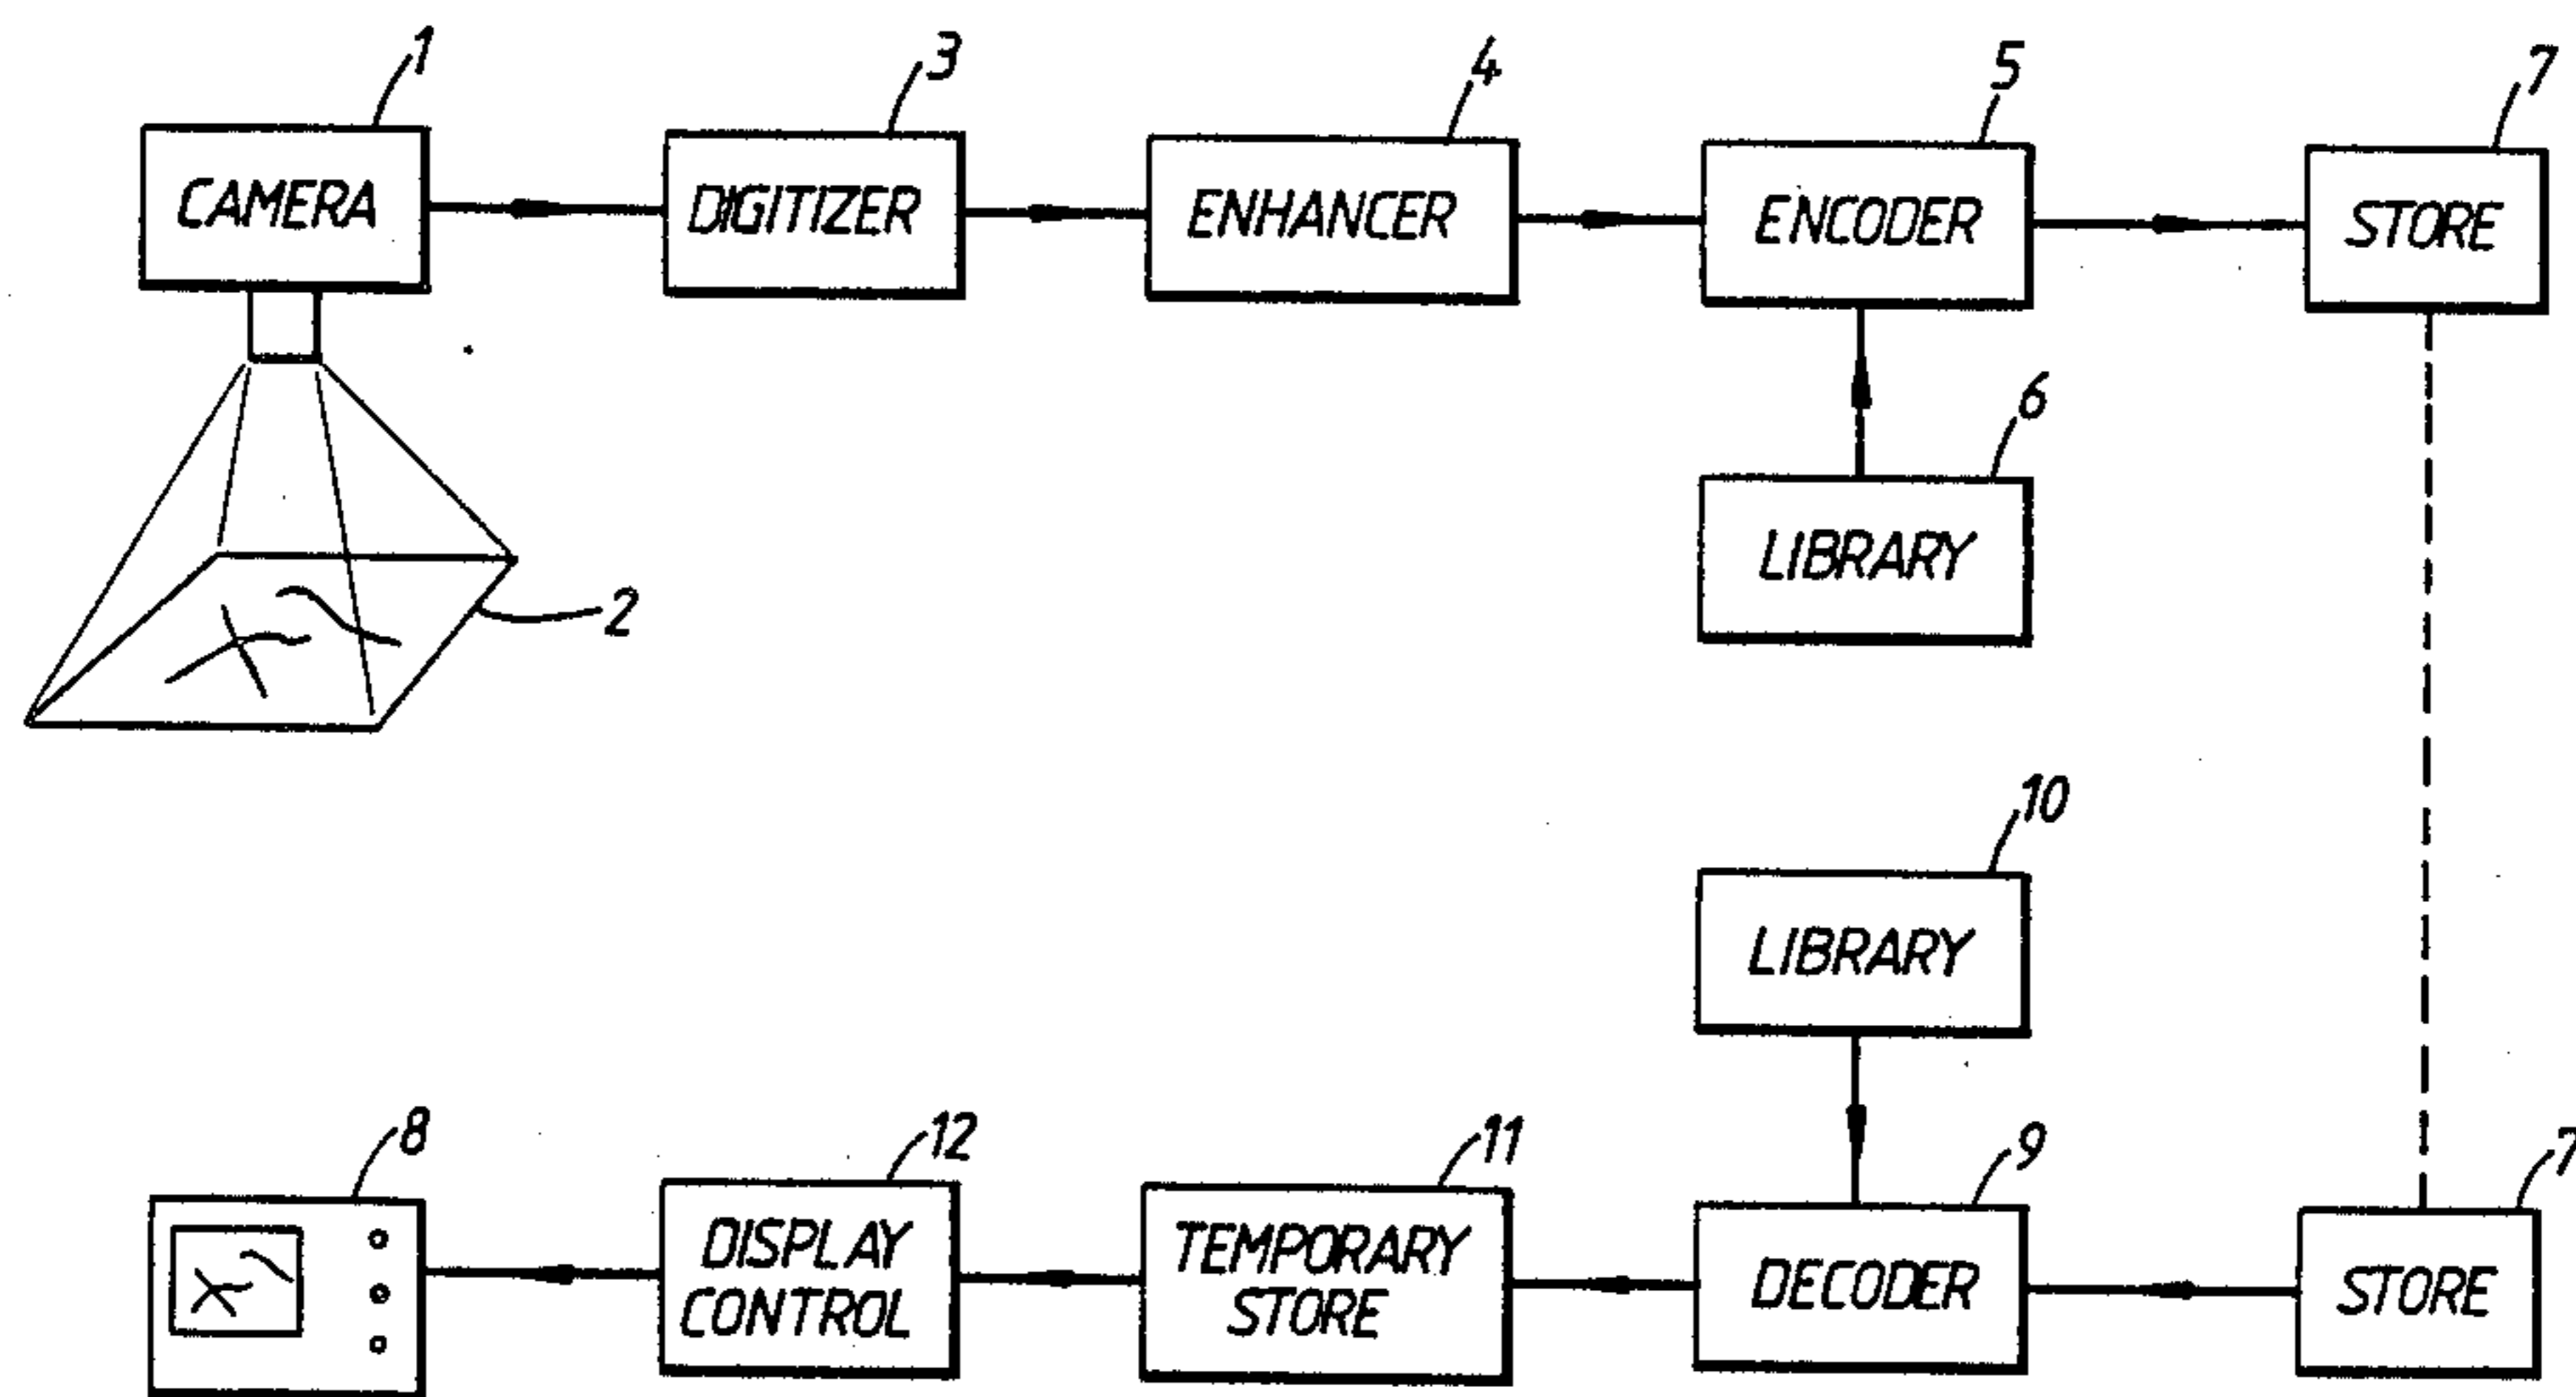 1
3
4
5
7
CAMERA
DIGITIZER
ENHANCER
ENCODER
STORE
6
LIBRARY
2
10
LIBRARY
8
12
11
9
7
DISPLAY
CONTROL
TEMPORARY
STORE
DECODER
STORE